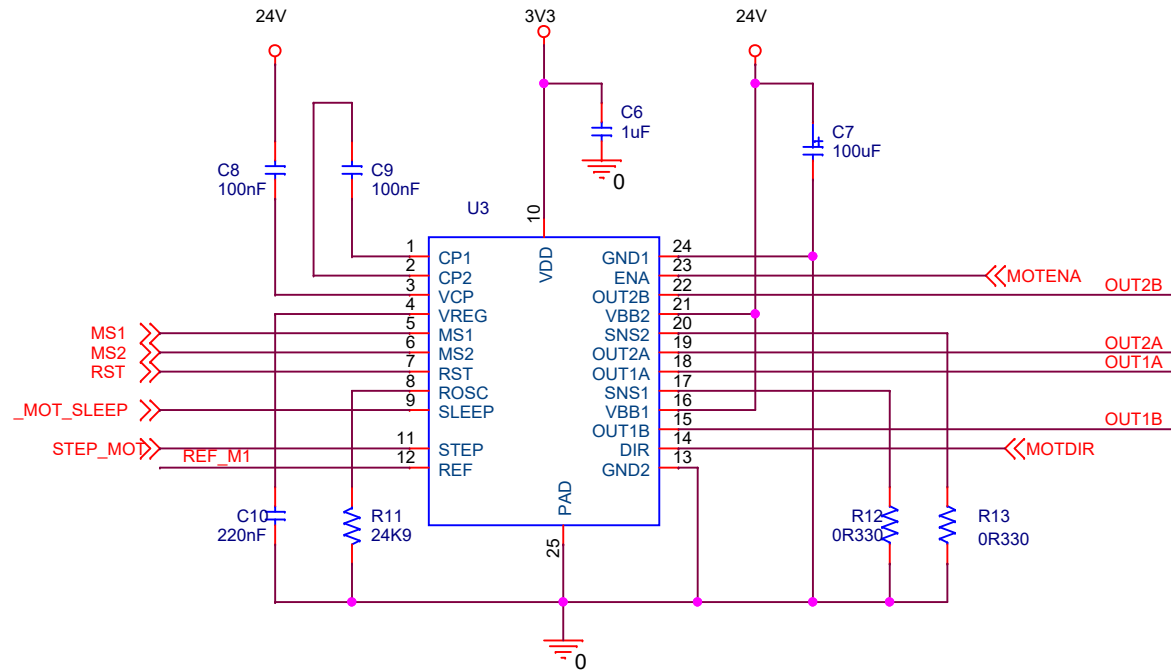 24V
3V3
24V
C6
1uF
0
C7
100uF
C8
100nF
C9
100nF
U3
10
VDD
1
CP1
2
CP2
3
VCP
4
VREG
5
MS1
6
MS2
7
RST
8
ROSC
9
SLEEP
11
STEP
12
REF
24
GND1
23
ENA
22
OUT2B
21
VBB2
20
SNS2
19
OUT2A
18
OUT1A
17
SNS1
16
VBB1
15
OUT1B
14
DIR
13
GND2
PAD
25
MS1
MS2
RST
_MOT_SLEEP
STEP_MOT
REF_M1
MOTENA
OUT2B
OUT2A
OUT1A
OUT1B
MOTDIR
C10
220nF
R11
24K9
R12
0R330
R13
0R330
0